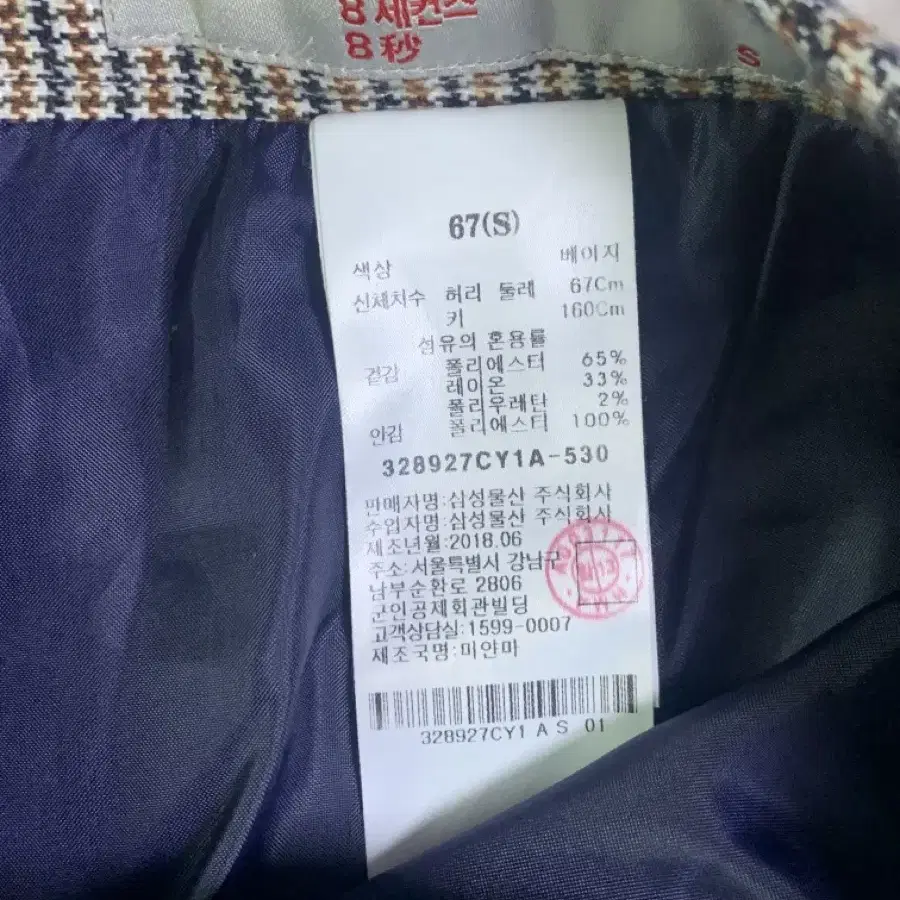 8세컨즈
8秒
S
67(S)
색상 베이지
신체치수 허리 둘레 67Cm
키 160Cm
섬유의 혼용률
겉감 폴리에스터 65%
레이온 33%
폴리우레탄 2%
안감 폴리에스터 100%
328927CY1A-530
판매자명:삼성물산 주식회사
수입자명:삼성물산 주식회사
제조년월:2018.06
주소:서울특별시 강남구
남부순환로 2806
군인공제회관빌딩
고객상담실:1599-0007
제조국명:미얀마
328927CY1 A S 01